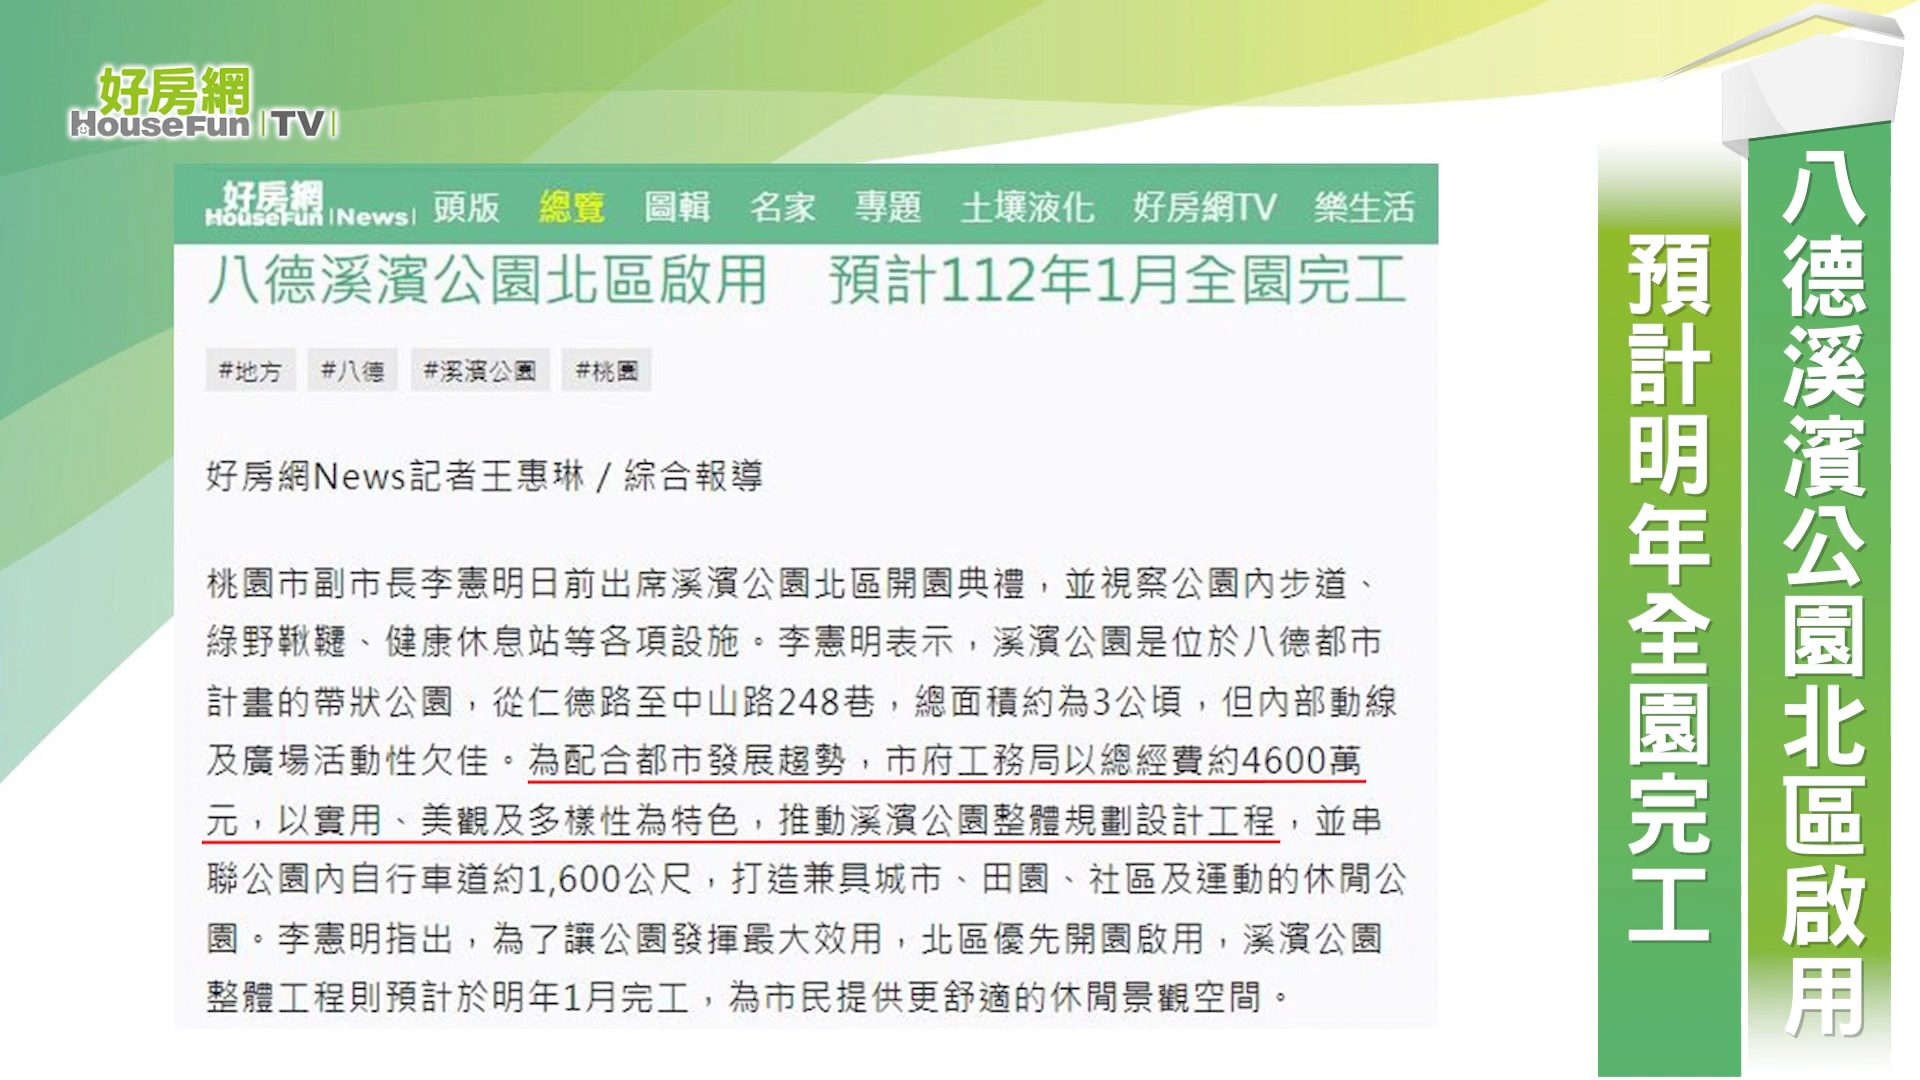 好房網
HouseFun | TV |
好房網
HouseFun | News | 頭版 總覽 圖輯 名家 專題 土壤液化 好房網TV 樂生活
八德溪濱公園北區啟用 預計112年1月全園完工
#地方 #八德 #溪濱公園 #桃園
好房網News記者王惠琳 / 綜合報導
桃園市副市長李憲明日前出席溪濱公園北區開園典禮，並視察公園內步道、
綠野鞦韆、健康休息站等各項設施。李憲明表示，溪濱公園是位於八德都市
計畫的帶狀公園，從仁德路至中山路248巷，總面積約為3公頃，但內部動線
及廣場活動性欠佳。為配合都市發展趨勢，市府工務局以總經費約4600萬
元，以實用、美觀及多樣性為特色，推動溪濱公園整體規劃設計工程，並串
聯公園內自行車道約1,600公尺，打造兼具城市、田園、社區及運動的休閒公
園。李憲明指出，為了讓公園發揮最大效用，北區優先開園啟用，溪濱公園
整體工程則預計於明年1月完工，為市民提供更舒適的休閒景觀空間。
八德溪濱公園北區啟用
預計明年全園完工